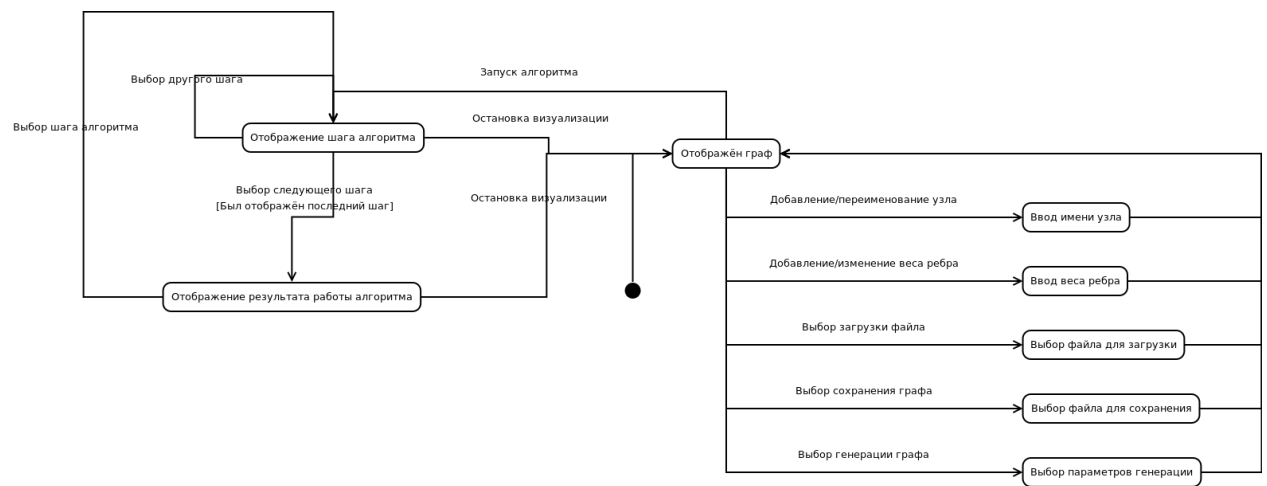 Запуск алгоритма
Выбор другого шага
Остановка визуализации
Выбор шага алгоритма
Отображение шага алгоритма
Отображён граф
Выбор следующего шага
[Был отображён последний шаг]
Остановка визуализации
Добавление/переименование узла
Ввод имени узла
Добавление/изменение веса ребра
Ввод веса ребра
Отображение результата работы алгоритма
Выбор загрузки файла
Выбор файла для загрузки
Выбор сохранения графа
Выбор файла для сохранения
Выбор генерации графа
Выбор параметров генерации